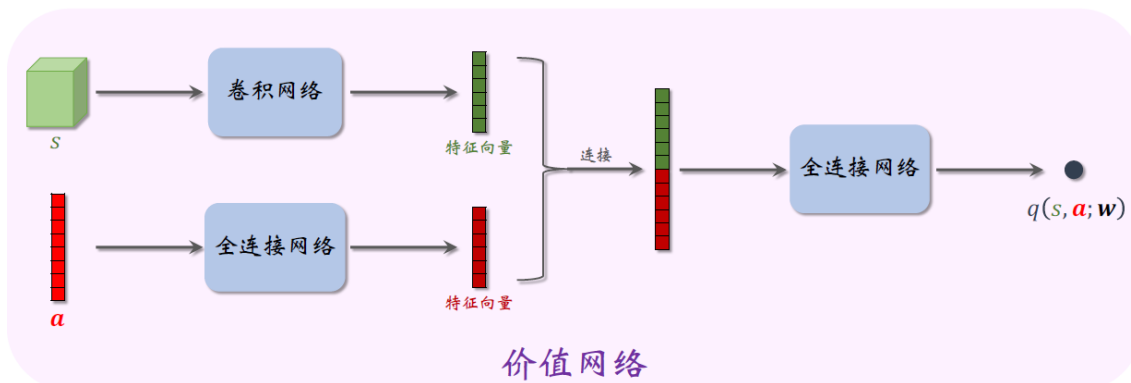 卷积网络
s
特征向量
连接
全连接网络
q(s, a; w)
a
全连接网络
特征向量
价值网络